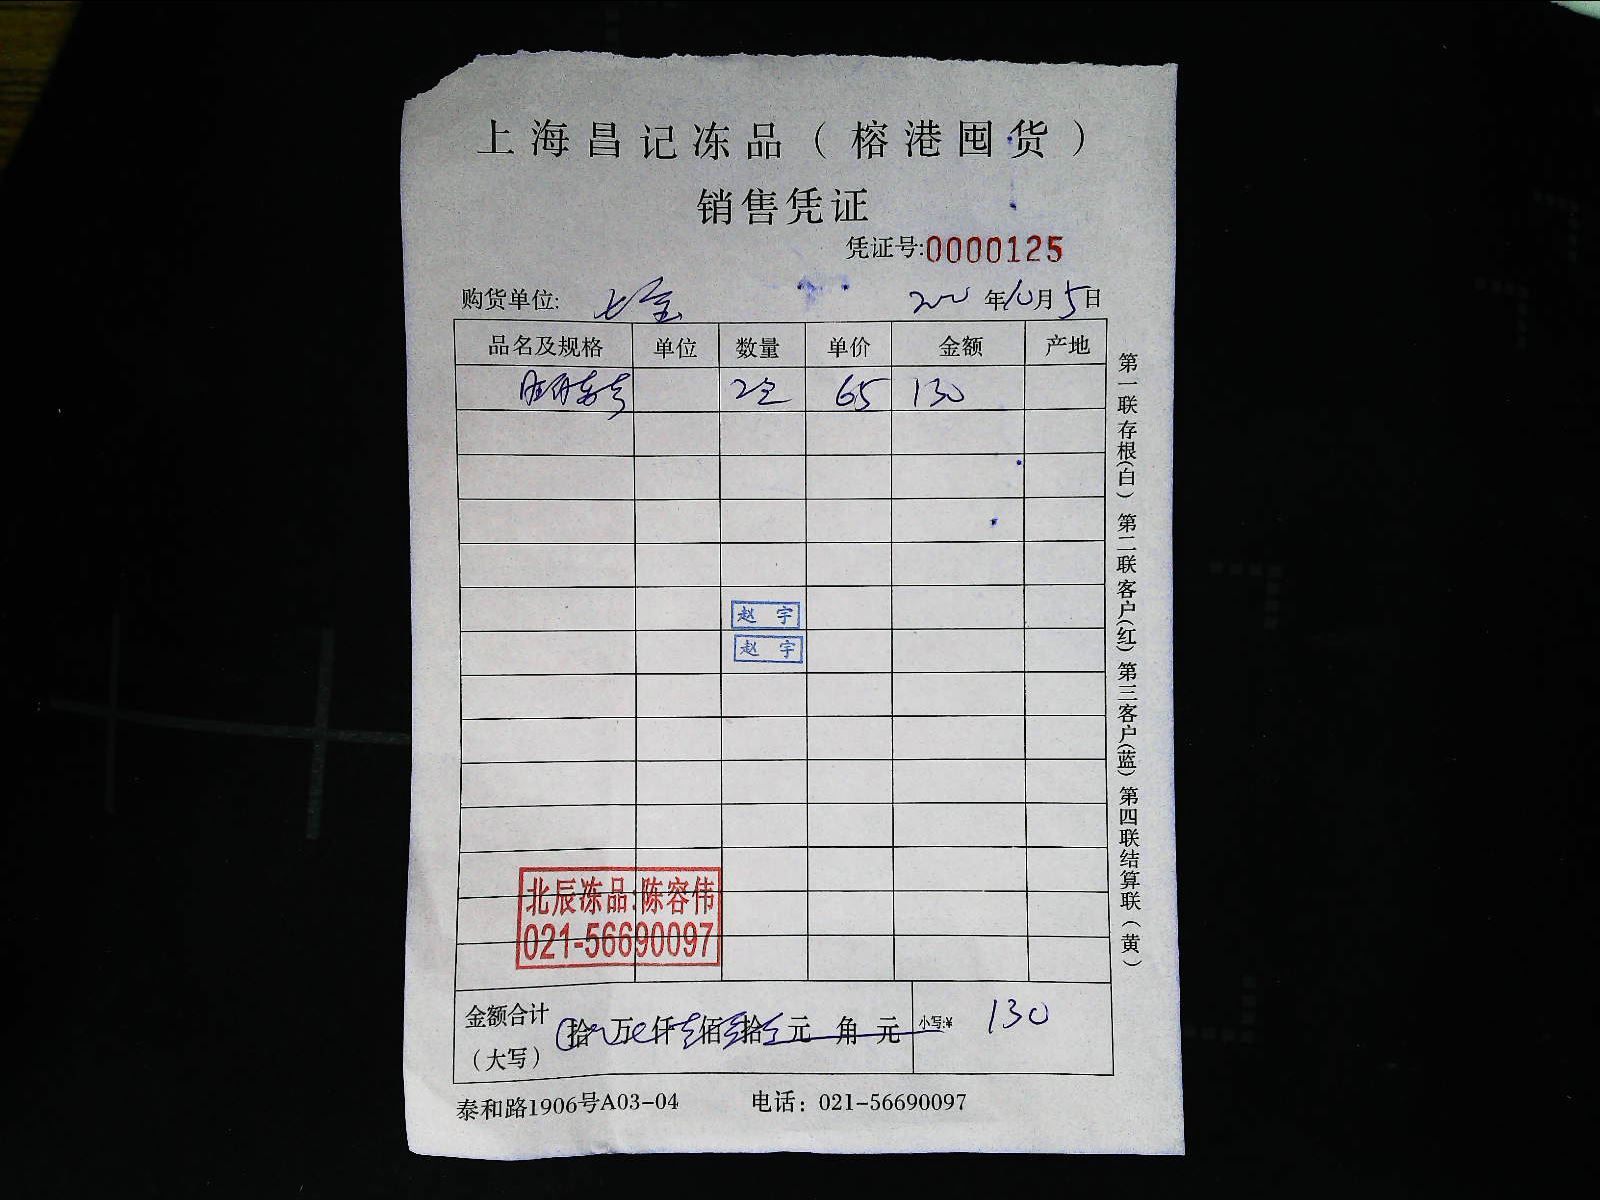 上海昌记冻品（榕港囤货）
销售凭证
凭证号:0000125
购货单位: 年10月5日
品名及规格 单位 数量 单价 金额 产地
65 130
赵宇
赵宇
北辰冻品:陈容伟
021-56690097
金额合计（大写） 拾 万 仟 佰 拾 元 角 元 小写:¥ 130
泰和路1906号A03-04 电话：021-56690097
第一联存根(白) 第二联客户(红) 第三客户(蓝) 第四联结算联(黄)